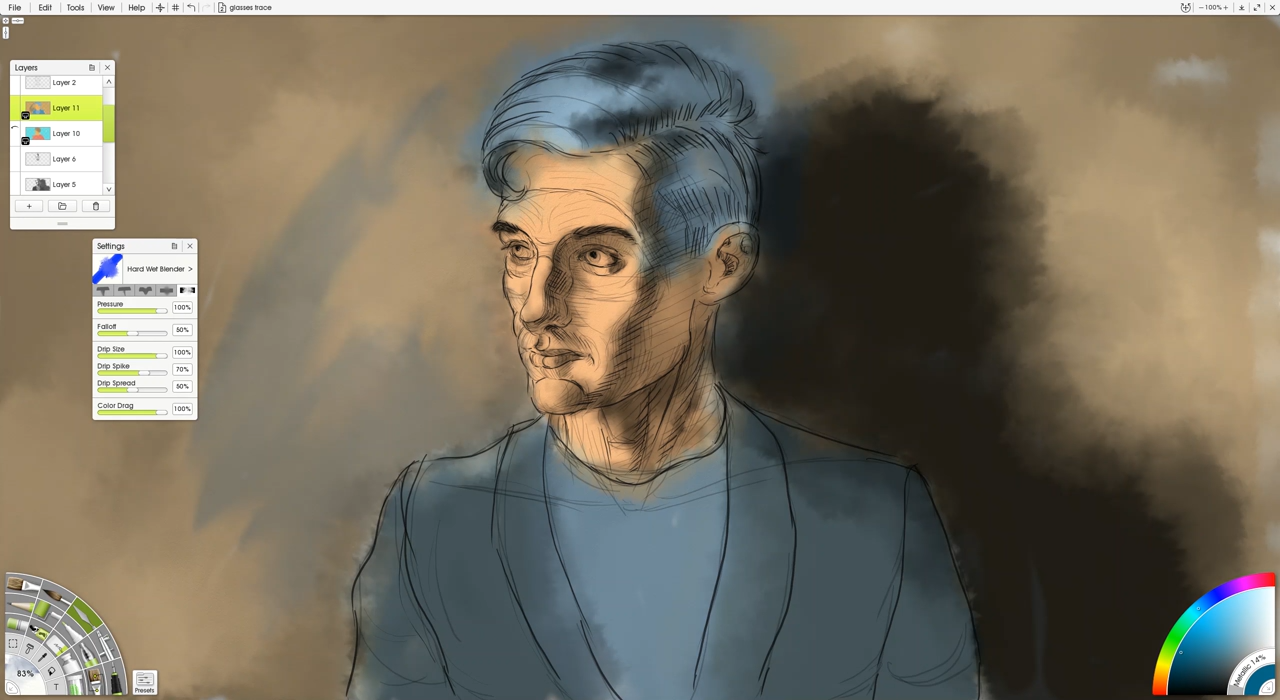 File Edit Tools View Help glasses trace −100%+
Layers
Layer 2
Layer 11
Layer 10
Layer 6
Layer 5
+
Settings
Hard Wet Blender >
Pressure 100%
Falloff 50%
Drip Size 100%
Drip Spike 70%
Drip Spread 50%
Color Drag 100%
83%
Presets
Metallic 14%